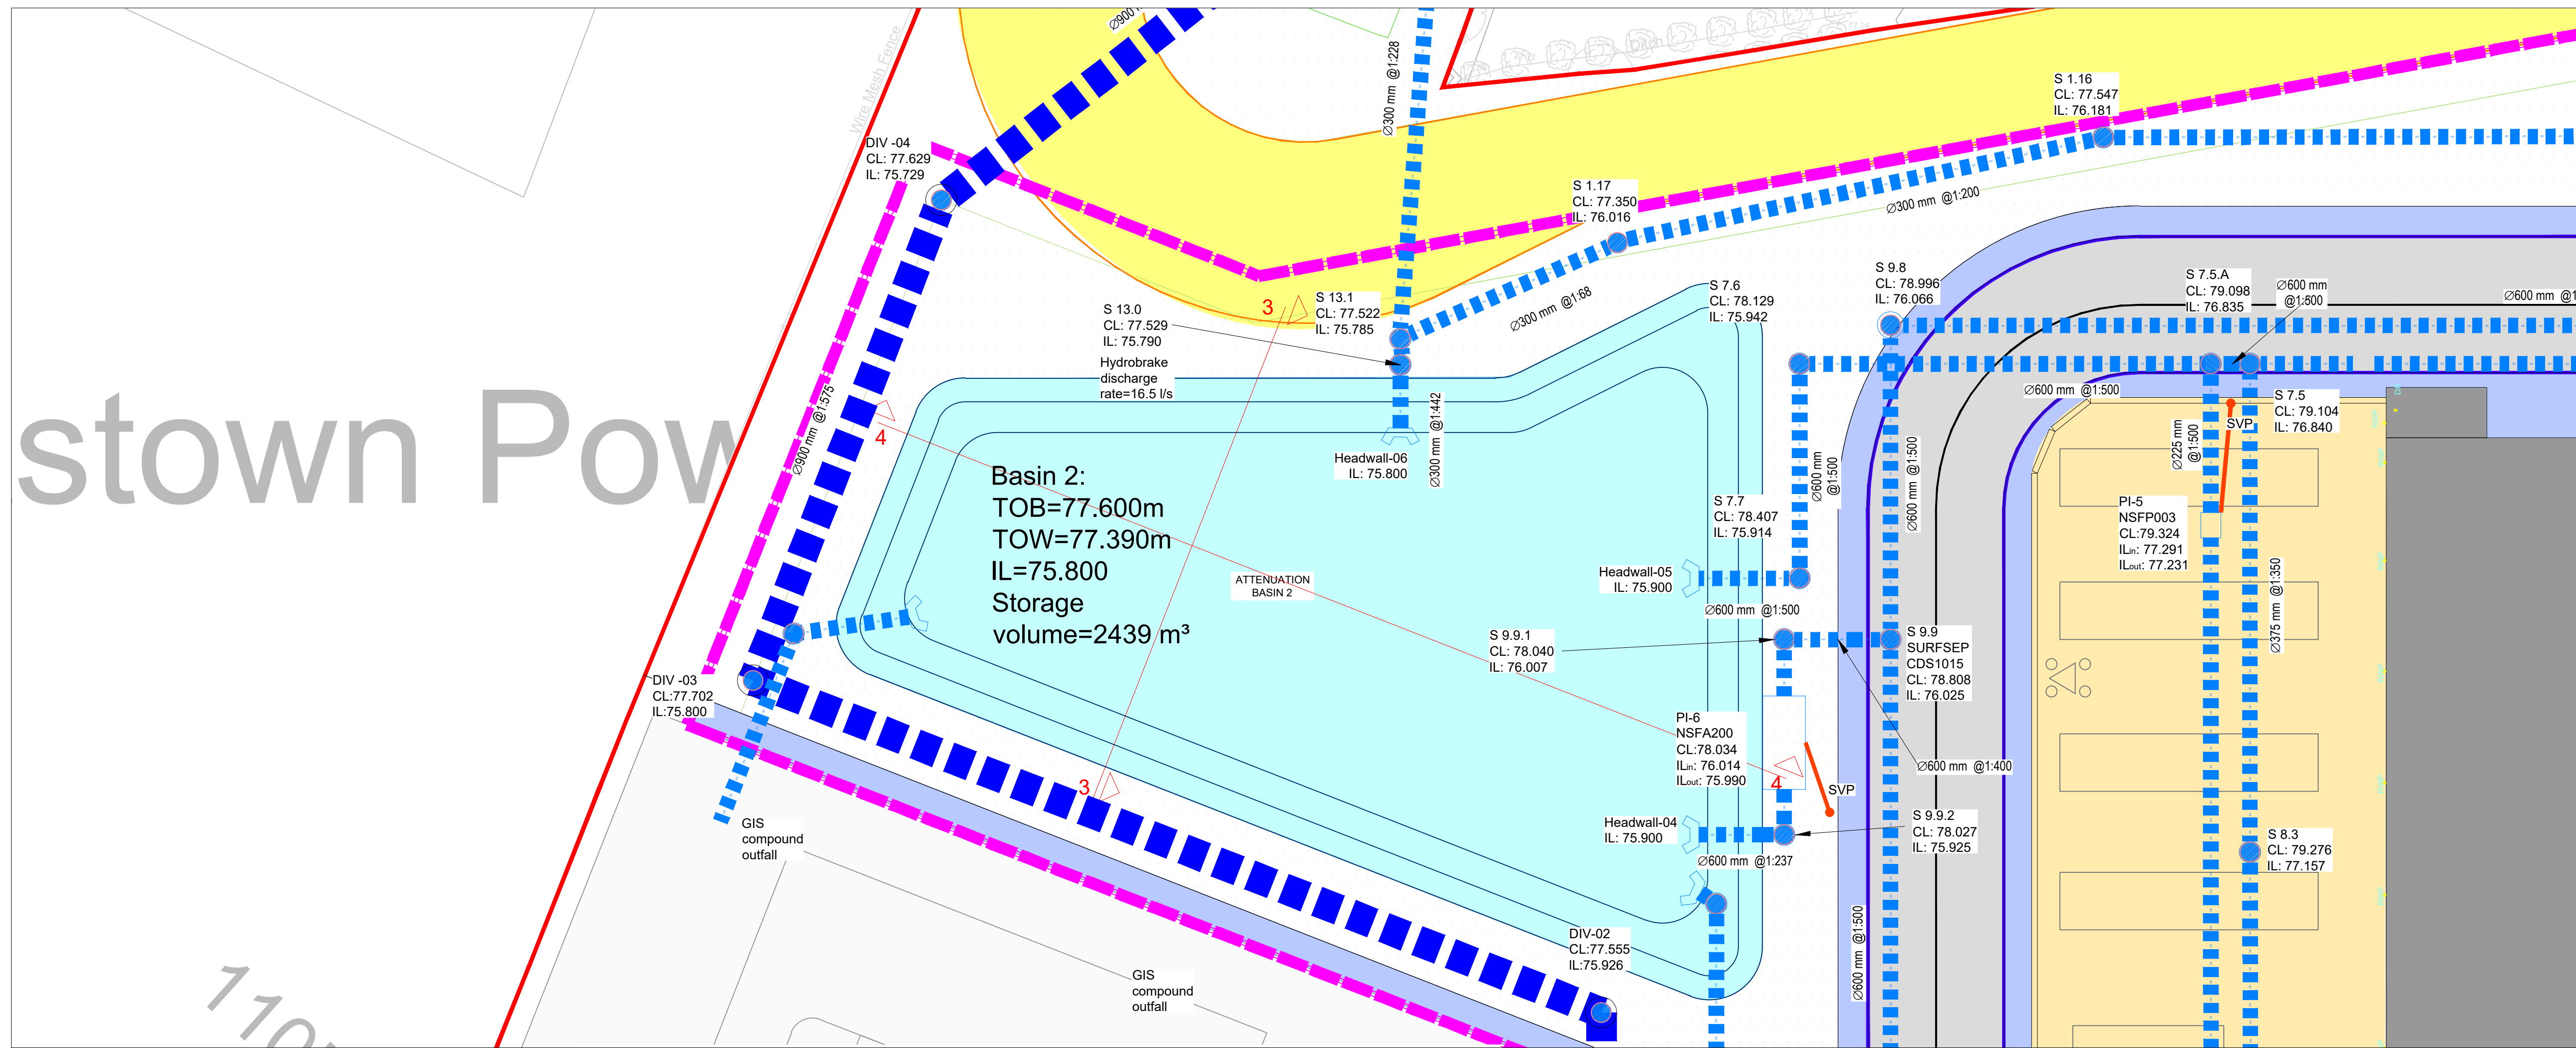 Wire Mesh Fence
Ø900
Ø300 mm @1:228
Ditch
77.24
S 1.16
CL: 77.547
IL: 76.181
DIV -04
CL: 77.629
IL: 75.729
S 1.17
CL: 77.350
IL: 76.016
Ø300 mm @1:200
S 13.0
CL: 77.529
IL: 75.790
Hydrobrake
discharge
rate=16.5 l/s
3
S 13.1
CL: 77.522
IL: 75.785
Ø300 mm @1:68
S 7.6
CL: 78.129
IL: 75.942
S 9.8
CL: 78.996
IL: 76.066
S 7.5.A
CL: 79.098
IL: 76.835
Ø600 mm
@1:500
Ø600 mm @1
Ø600 mm @1:500
S 7.5
CL: 79.104
IL: 76.840
SVP
Ø225 mm
@1:500
Ø900 mm @1:575
4
stown Pow
Headwall-06
IL: 75.800
Ø300 mm @1:442
Basin 2:
TOB=77.600m
TOW=77.390m
IL=75.800
Storage
volume=2439 m³
ATTENUATION
BASIN 2
S 7.7
CL: 78.407
IL: 75.914
Ø600 mm
@1:500
Ø600 mm @1:500
Headwall-05
IL: 75.900
Ø600 mm @1:500
PI-5
NSFP003
CL:79.324
ILin: 77.291
ILout: 77.231
Ø375 mm @1:350
S 9.9.1
CL: 78.040
IL: 76.007
S 9.9
SURFSEP
CDS1015
CL: 78.808
IL: 76.025
DIV -03
CL:77.702
IL:75.800
PI-6
NSFA200
CL:78.034
ILin: 76.014
ILout: 75.990
4
SVP
Ø600 mm @1:400
3
GIS
compound
outfall
Headwall-04
IL: 75.900
Ø600 mm @1:237
S 9.9.2
CL: 78.027
IL: 75.925
S 8.3
CL: 79.276
IL: 77.157
DIV-02
CL:77.555
IL:75.926
Ø600 mm @1:500
GIS
compound
outfall
110